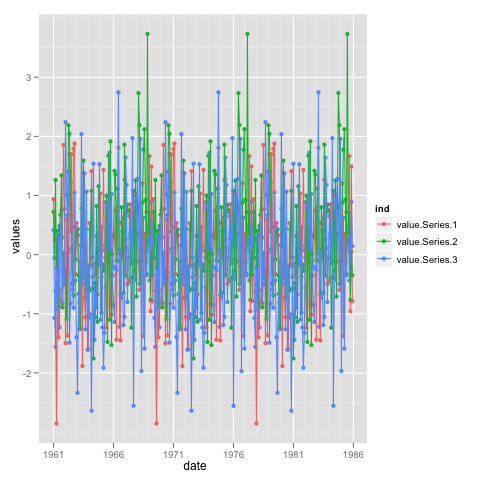 3
2
1
0
-1
-2
values
1961
1966
1971
1976
1981
1986
date
ind
value.Series.1
value.Series.2
value.Series.3